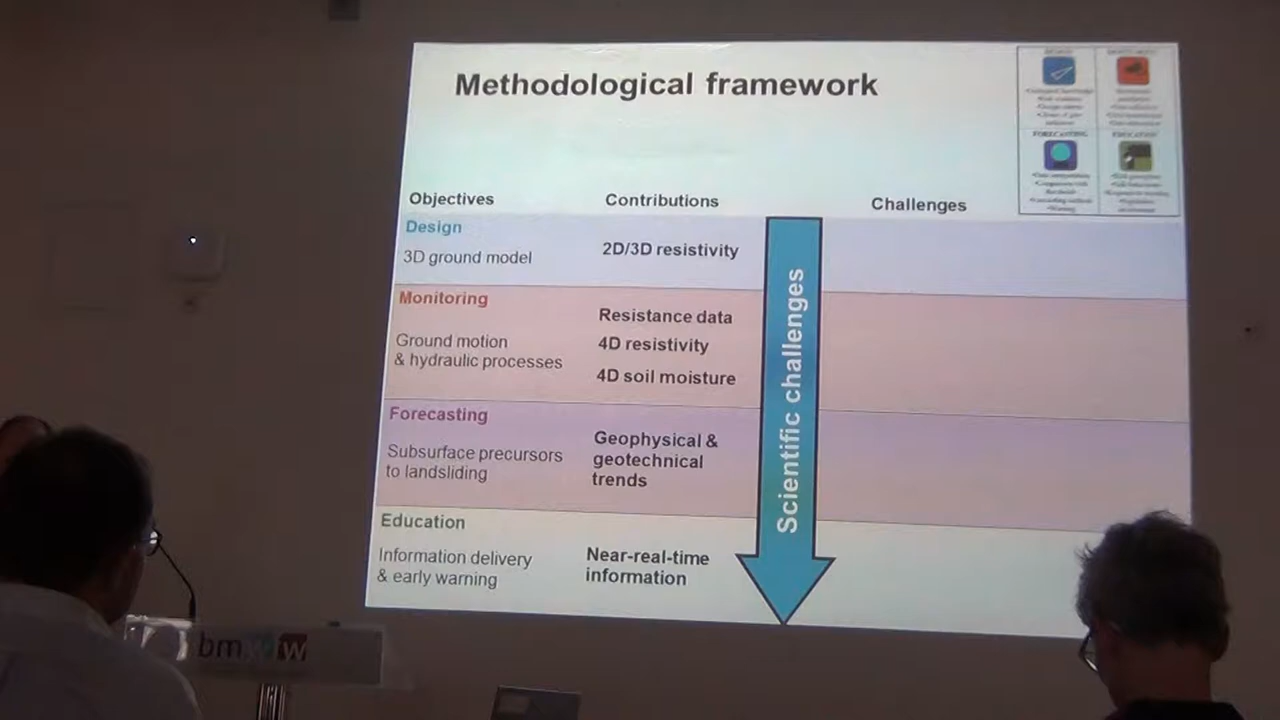 Methodological framework
FORECASTING
EDUCATION
Objectives
Contributions
Challenges
Design
3D ground model
2D/3D resistivity
Monitoring
Ground motion
& hydraulic processes
Resistance data
4D resistivity
4D soil moisture
Forecasting
Subsurface precursors
to landsliding
Geophysical &
geotechnical
trends
Education
Information delivery
& early warning
Near-real-time
information
Scientific challenges